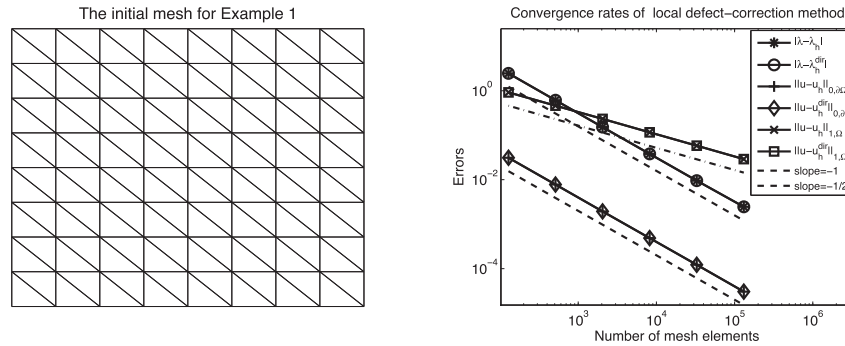 The initial mesh for Example 1
Convergence rates of local defect−correction method
|λ−λ_h|
|λ−λ_h^dir|
||u−u_h||_0,∂Ω
||u−u_h^dir||_0,∂
||u−u_h||_1,Ω
||u−u_h^dir||_1,Ω
slope=−1
slope=−1/2
Errors
10^0
10^−2
10^−4
10^3
10^4
10^5
10^6
Number of mesh elements